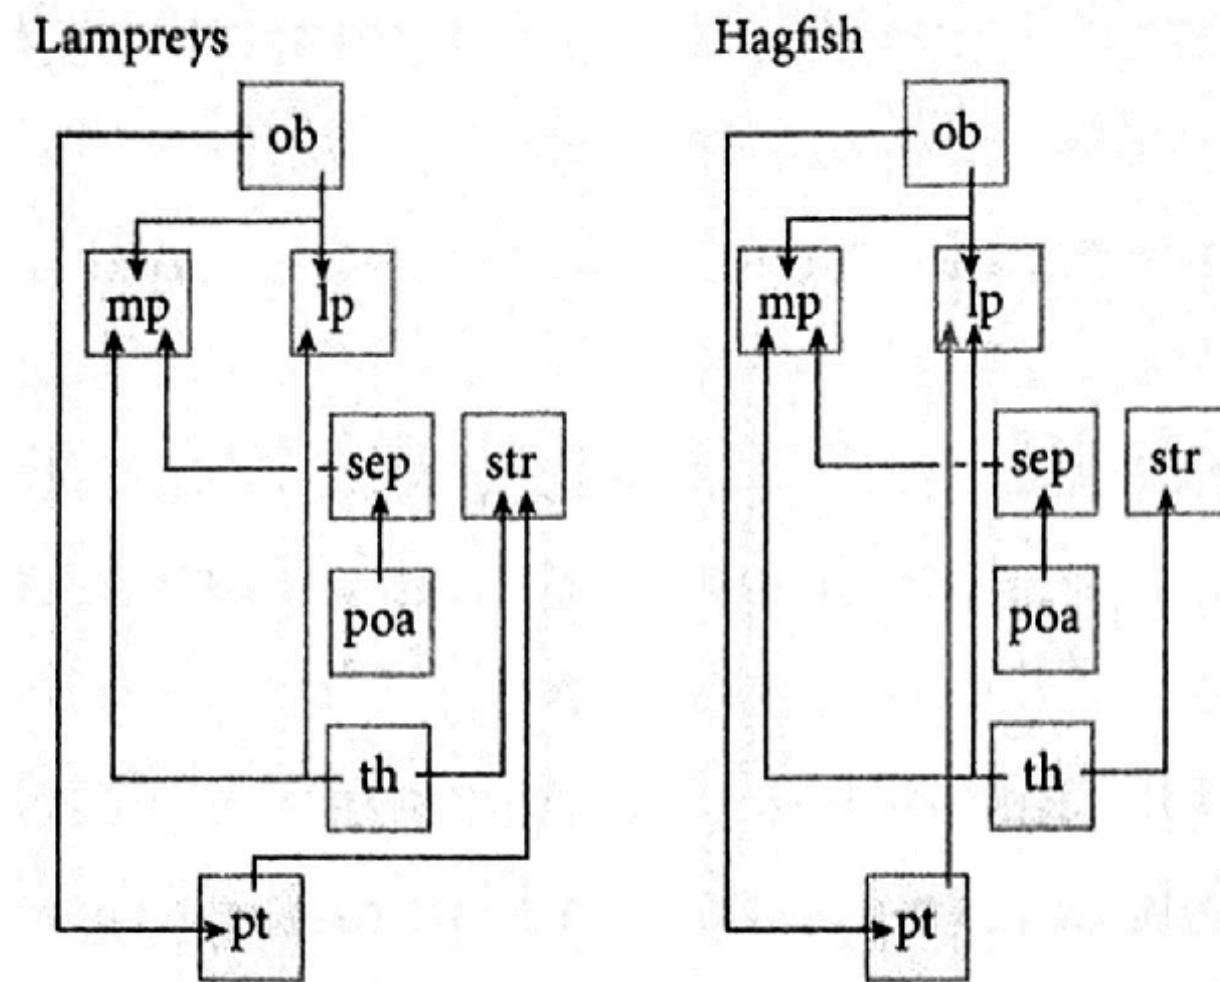 Lampreys
Hagfish
ob
mp
lp
sep
str
poa
th
pt
ob
mp
lp
sep
str
poa
th
pt